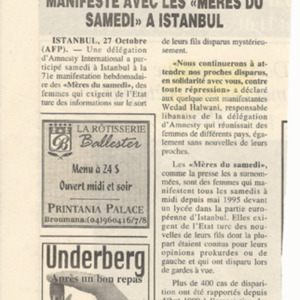 MANIFESTE AVEC LES «MERES DU
SAMEDI» A ISTANBUL
ISTANBUL, 27 Octobre
(AFP). — Une délégation
d'Amnesty International a par-
ticipé samedi à Istanbul à la
71e manifestation hebdomadai-
re des «Mères du samedi», des
femmes qui exigent de l'Etat
des informations sur le sort
de leurs fils disparus mystérieu-
sement.
«Nous continuerons à at-
tendre nos proches disparus,
en solidarité avec vous, contre
toute répression» a déclaré
aux quelque cent manifestantes
Wedad Halwani, responsable
libanaise de la délégation
d'Amnesty qui réunissait des
femmes de différents pays, éga-
lement sans nouvelles de leurs
proches.
Les «Mères du samedi»,
comme la presse les a surnom-
mées, sont des femmes qui ma-
nifestent tous les samedis à
midi depuis mai 1995 devant
un lycée dans la partie euro-
péenne d'Istanbul. Elles exi-
gent de l'Etat turc des nou-
velles de leurs fils dont la plu-
part étaient connus pour leurs
opinions prokurdes ou de
gauche et qui ont disparu lors
de gardes à vue.
Plus de 400 cas de dispari-
tion ont été rapportés depuis
LA RÔTISSERIE
Ballester
Menu à 24 $
Ouvert midi et soir
PRINTANIA PALACE
Broumana: (04)960416/7/8
Underberg
Après un bon repas